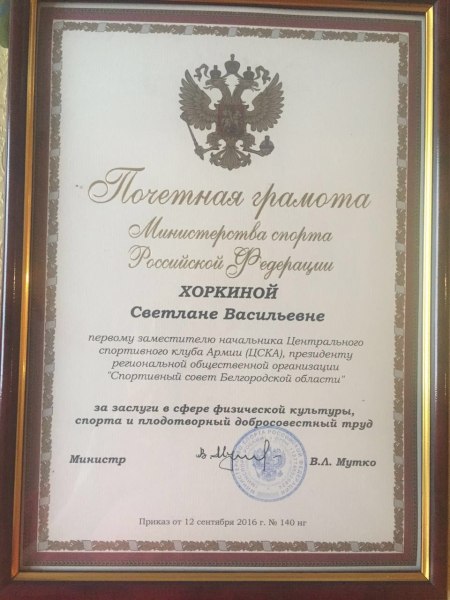 Почетная грамота
Министерства спорта
Российской Федерации
ХОРКИНОЙ
Светлане Васильевне
первому заместителю начальника Центрального
спортивного клуба Армии (ЦСКА), президенту
региональной общественной организации
"Спортивный совет Белгородской области"
за заслуги в сфере физической культуры,
спорта и плодотворный добросовестный труд
Министр
В.Л. Мутко
Приказ от 12 сентября 2016 г. № 140 нг